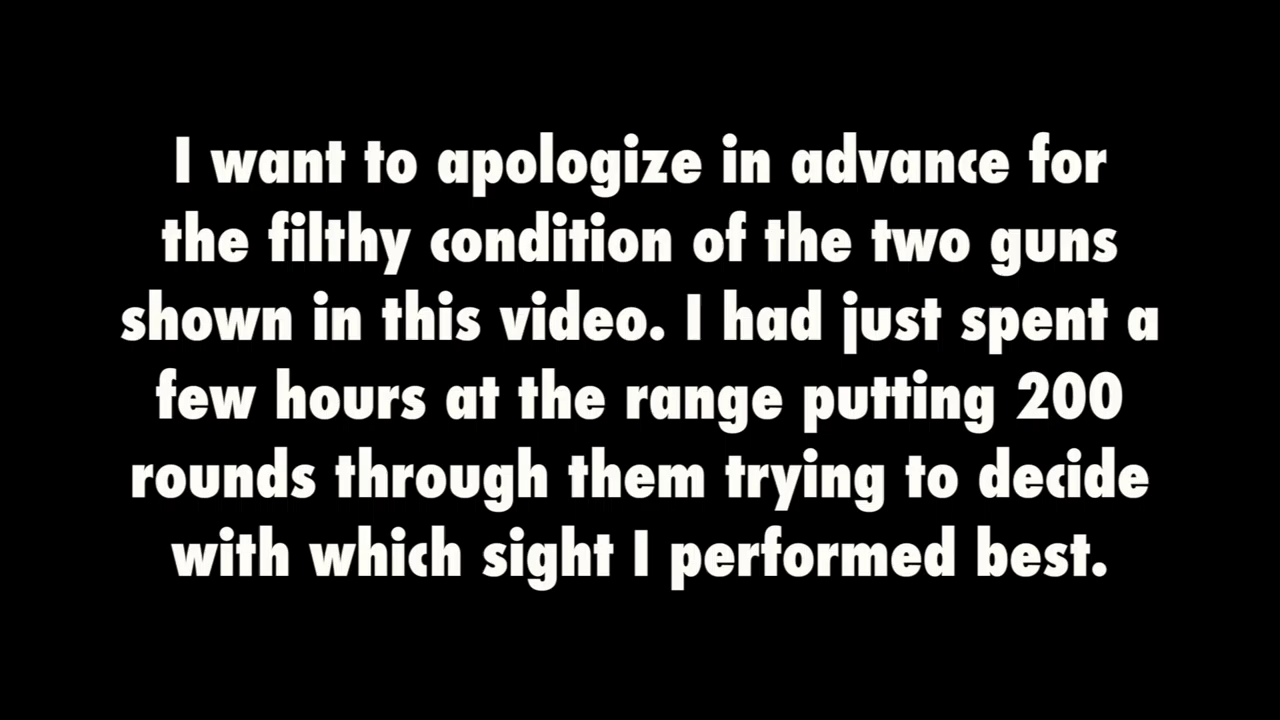 I want to apologize in advance for
the filthy condition of the two guns
shown in this video. I had just spent a
few hours at the range putting 200
rounds through them trying to decide
with which sight I performed best.